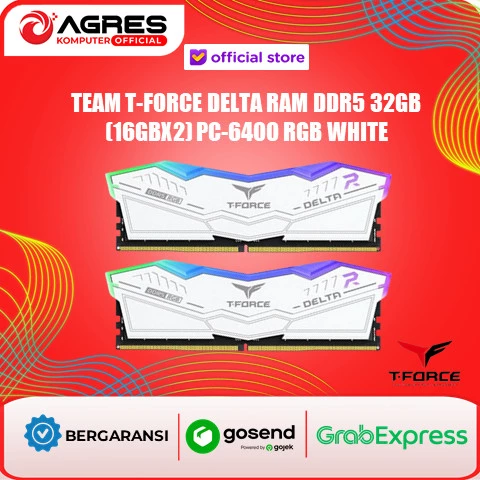 AGRES
KOMPUTER OFFICIAL
official store
TEAM T-FORCE DELTA RAM DDR5 32GB
(16GBX2) PC-6400 RGB WHITE
T-FORCE
DELTA R
T-FORCE
DELTA R
T-FORCE
BERGARANSI
gosend
Powered by gojek
GrabExpress